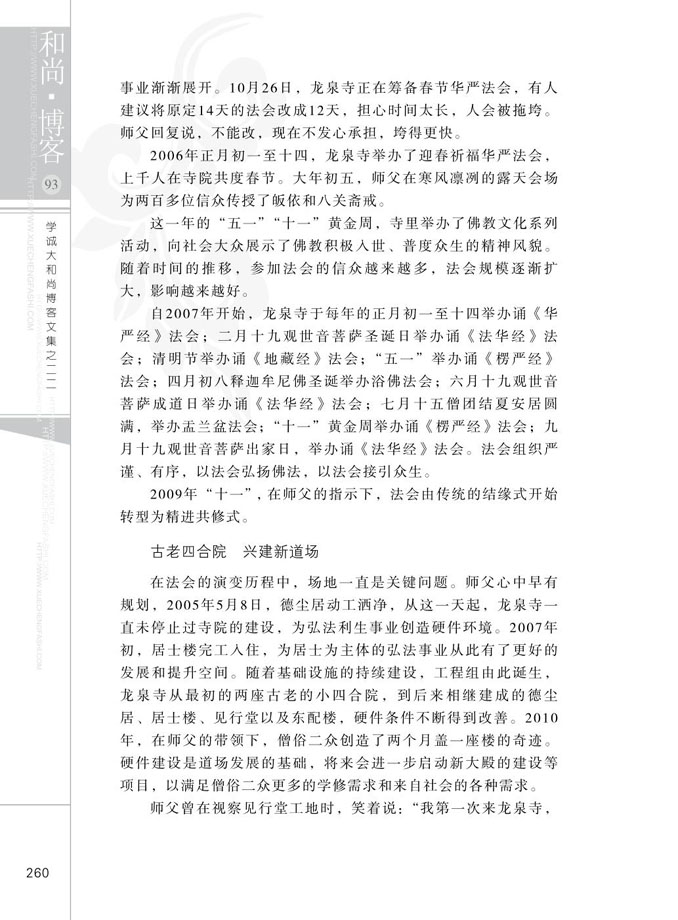 和尚·博客
93
学诚大和尚博客文集之一二
事业渐渐展开。10月26日，龙泉寺正在筹备春节华严法会，有人
建议将原定14天的法会改成12天，担心时间太长，人会被拖垮。
师父回复说，不能改，现在不发心承担，垮得更快。
2006年正月初一至十四，龙泉寺举办了迎春祈福华严法会，
上千人在寺院共度春节。大年初五，师父在寒风凛冽的露天会场
为两百多位信众传授了皈依和八关斋戒。
这一年的“五一”“十一”黄金周，寺里举办了佛教文化系列
活动，向社会大众展示了佛教积极入世、普度众生的精神风貌。
随着时间的推移，参加法会的信众越来越多，法会规模逐渐扩
大，影响越来越好。
自2007年开始，龙泉寺于每年的正月初一至十四举办诵《华
严经》法会；二月十九观世音菩萨圣诞日举办诵《法华经》法
会；清明节举办诵《地藏经》法会；“五一”举办诵《楞严经》
法会；四月初八释迦牟尼佛圣诞举办浴佛法会；六月十九观世音
菩萨成道日举办诵《法华经》法会；七月十五僧团结夏安居圆
满，举办盂兰盆法会；“十一”黄金周举办诵《楞严经》法会；九
月十九观世音菩萨出家日，举办诵《法华经》法会。法会组织严
谨、有序，以法会弘扬佛法，以法会接引众生。
2009年“十一”，在师父的指示下，法会由传统的结缘式开始
转型为精进共修式。
古老四合院　兴建新道场
在法会的演变历程中，场地一直是关键问题。师父心中早有
规划，2005年5月8日，德尘居动工洒净，从这一天起，龙泉寺一
直未停止过寺院的建设，为弘法利生事业创造硬件环境。2007年
初，居士楼完工入住，为居士为主体的弘法事业从此有了更好的
发展和提升空间。随着基础设施的持续建设，工程组由此诞生，
龙泉寺从最初的两座古老的小四合院，到后来相继建成的德尘
居、居士楼、见行堂以及东配楼，硬件条件不断得到改善。2010
年，在师父的带领下，僧俗二众创造了两个月盖一座楼的奇迹。
硬件建设是道场发展的基础，将来会进一步启动新大殿的建设等
项目，以满足僧俗二众更多的学修需求和来自社会的各种需求。
师父曾在视察见行堂工地时，笑着说：“我第一次来龙泉寺，
260